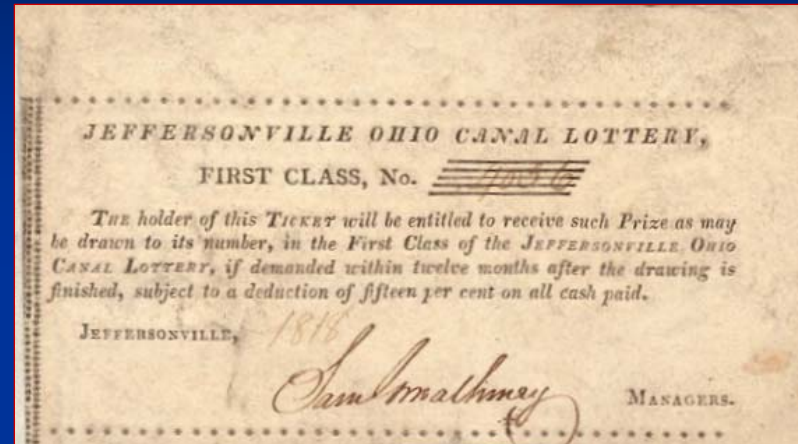 JEFFERSONVILLE OHIO CANAL LOTTERY,
FIRST CLASS, No.
THE holder of this TICKET will be entitled to receive such Prize as may
be drawn to its number, in the First Class of the JEFFERSONVILLE OHIO
CANAL LOTTERY, if demanded within twelve months after the drawing is
finished, subject to a deduction of fifteen per cent on all cash paid.
JEFFERSONVILLE, 1818
MANAGERS.